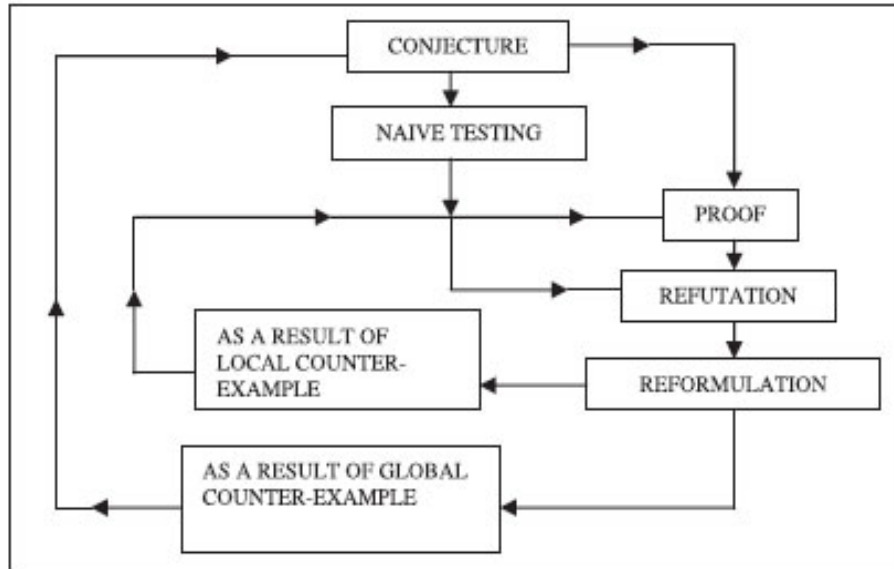 CONJECTURE
NAIVE TESTING
PROOF
REFUTATION
AS A RESULT OF
LOCAL COUNTER-
EXAMPLE
REFORMULATION
AS A RESULT OF GLOBAL
COUNTER-EXAMPLE